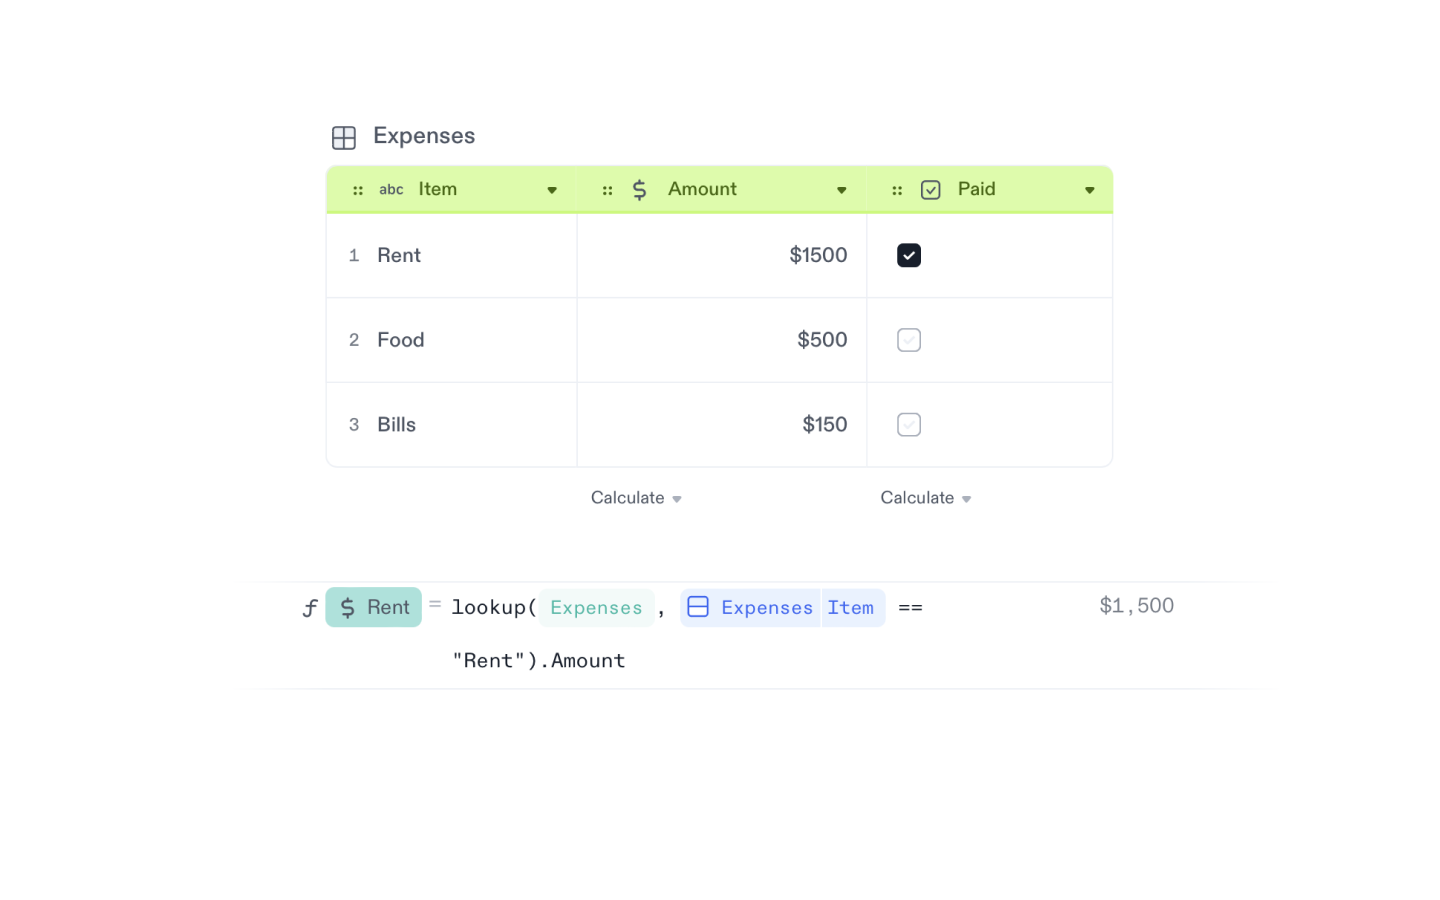 Expenses
abc Item $ Amount Paid
1 Rent $1500
2 Food $500
3 Bills $150
Calculate Calculate
ƒ $ Rent = lookup( Expenses , Expenses Item == $1,500
"Rent").Amount